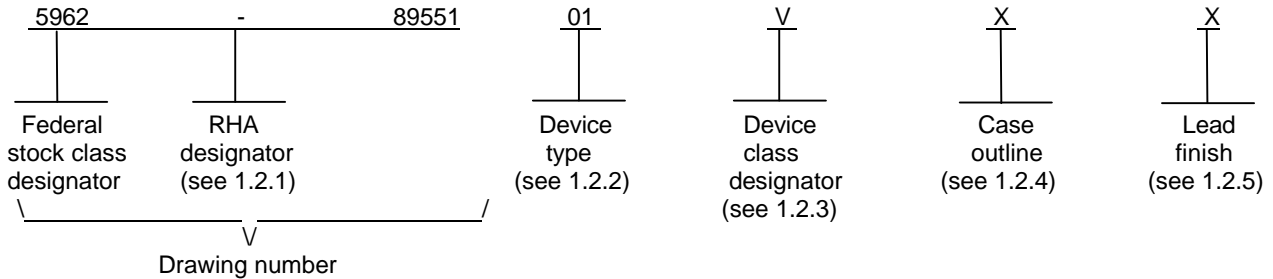 5962 - 89551 01 V X X
Federal RHA Device Device Case Lead
stock class designator type class outline finish
designator (see 1.2.1) (see 1.2.2) designator (see 1.2.4) (see 1.2.5)
(see 1.2.3)
\ /
\/
Drawing number